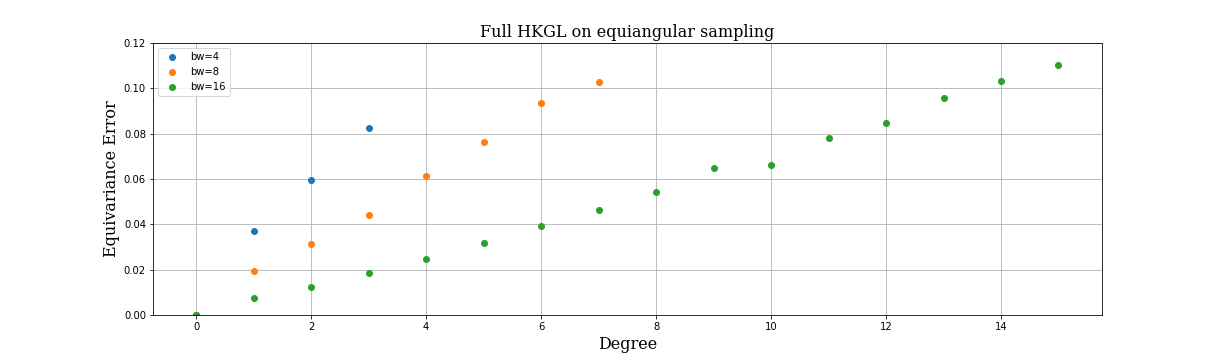 Full HKGL on equiangular sampling
bw=4
bw=8
bw=16
Equivariance Error
0.12
0.10
0.08
0.06
0.04
0.02
0.00
0 2 4 6 8 10 12 14
Degree